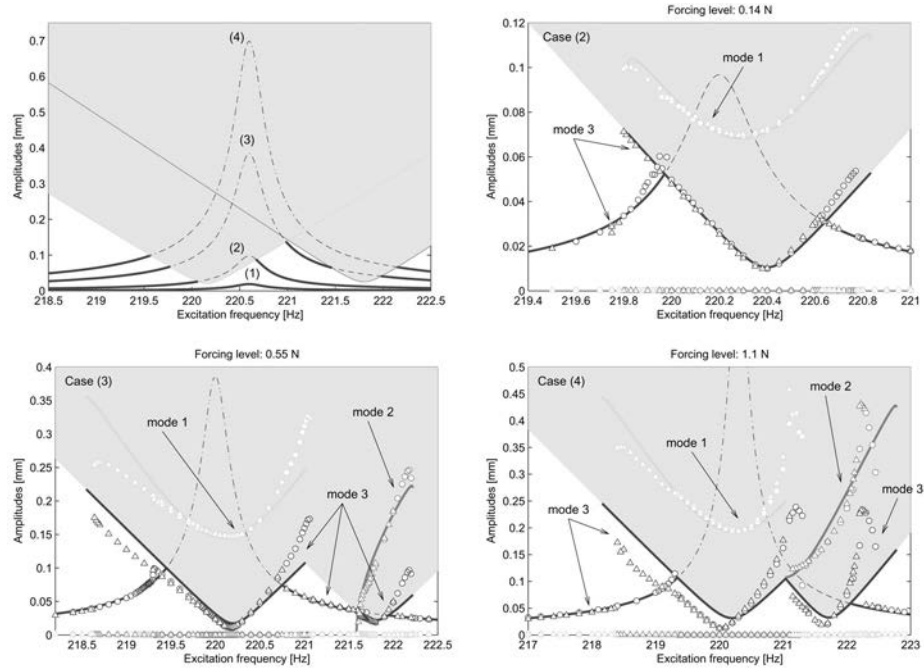 Forcing level: 0.14 N
0.7
0.6
0.5
0.4
0.3
0.2
0.1
0
Amplitudes [mm]
(4)
(3)
(2)
(1)
218.5 219 219.5 220 220.5 221 221.5 222 222.5
Excitation frequency [Hz]
0.12
0.1
0.08
0.06
0.04
0.02
0
Amplitudes [mm]
Case (2)
mode 1
mode 3
219.4 219.6 219.8 220 220.2 220.4 220.6 220.8 221
Excitation frequency [Hz]
Forcing level: 0.55 N
0.4
0.35
0.3
0.25
0.2
0.15
0.1
0.05
0
Amplitudes [mm]
Case (3)
mode 1
mode 2
mode 3
218.5 219 219.5 220 220.5 221 221.5 222 222.5
Excitation frequency [Hz]
Forcing level: 1.1 N
0.5
0.45
0.4
0.35
0.3
0.25
0.2
0.15
0.1
0.05
0
Amplitudes [mm]
Case (4)
mode 2
mode 1
mode 3
mode 3
217 218 219 220 221 222 223
Excitation frequency [Hz]